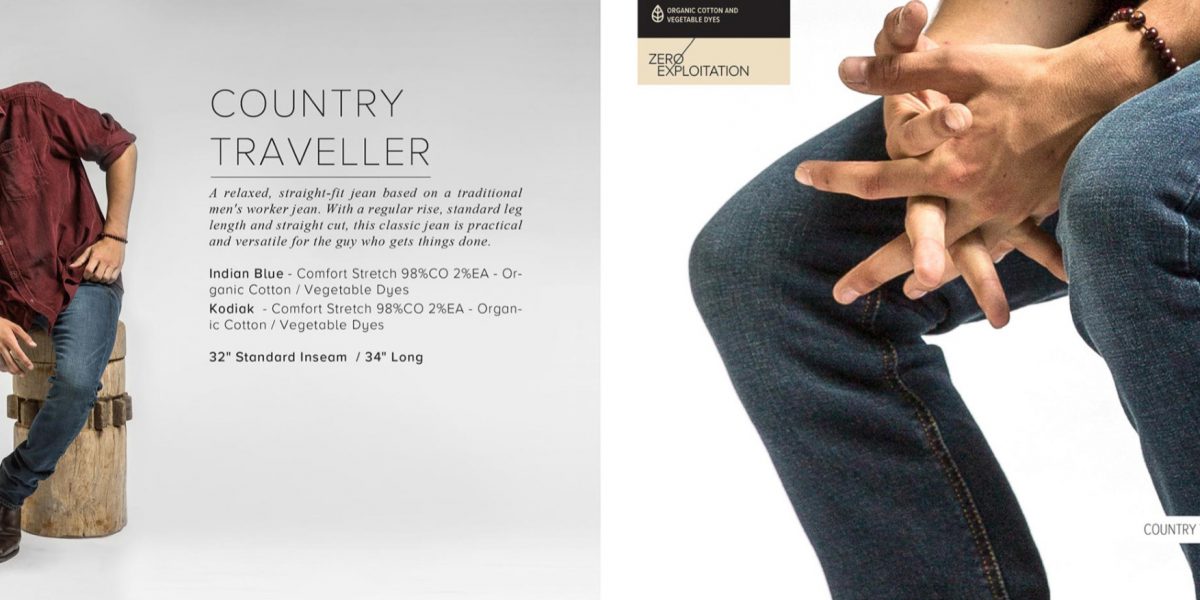 COUNTRY
TRAVELLER
A relaxed, straight-fit jean based on a traditional
men's worker jean. With a regular rise, standard leg
length and straight cut, this classic jean is practical
and versatile for the guy who gets things done.
Indian Blue - Comfort Stretch 98%CO 2%EA - Or-
ganic Cotton / Vegetable Dyes
Kodiak - Comfort Stretch 98%CO 2%EA - Organ-
ic Cotton / Vegetable Dyes
32" Standard Inseam / 34" Long
ORGANIC COTTON AND
VEGETABLE DYES
ZERO
EXPLOITATION
COUNTRY